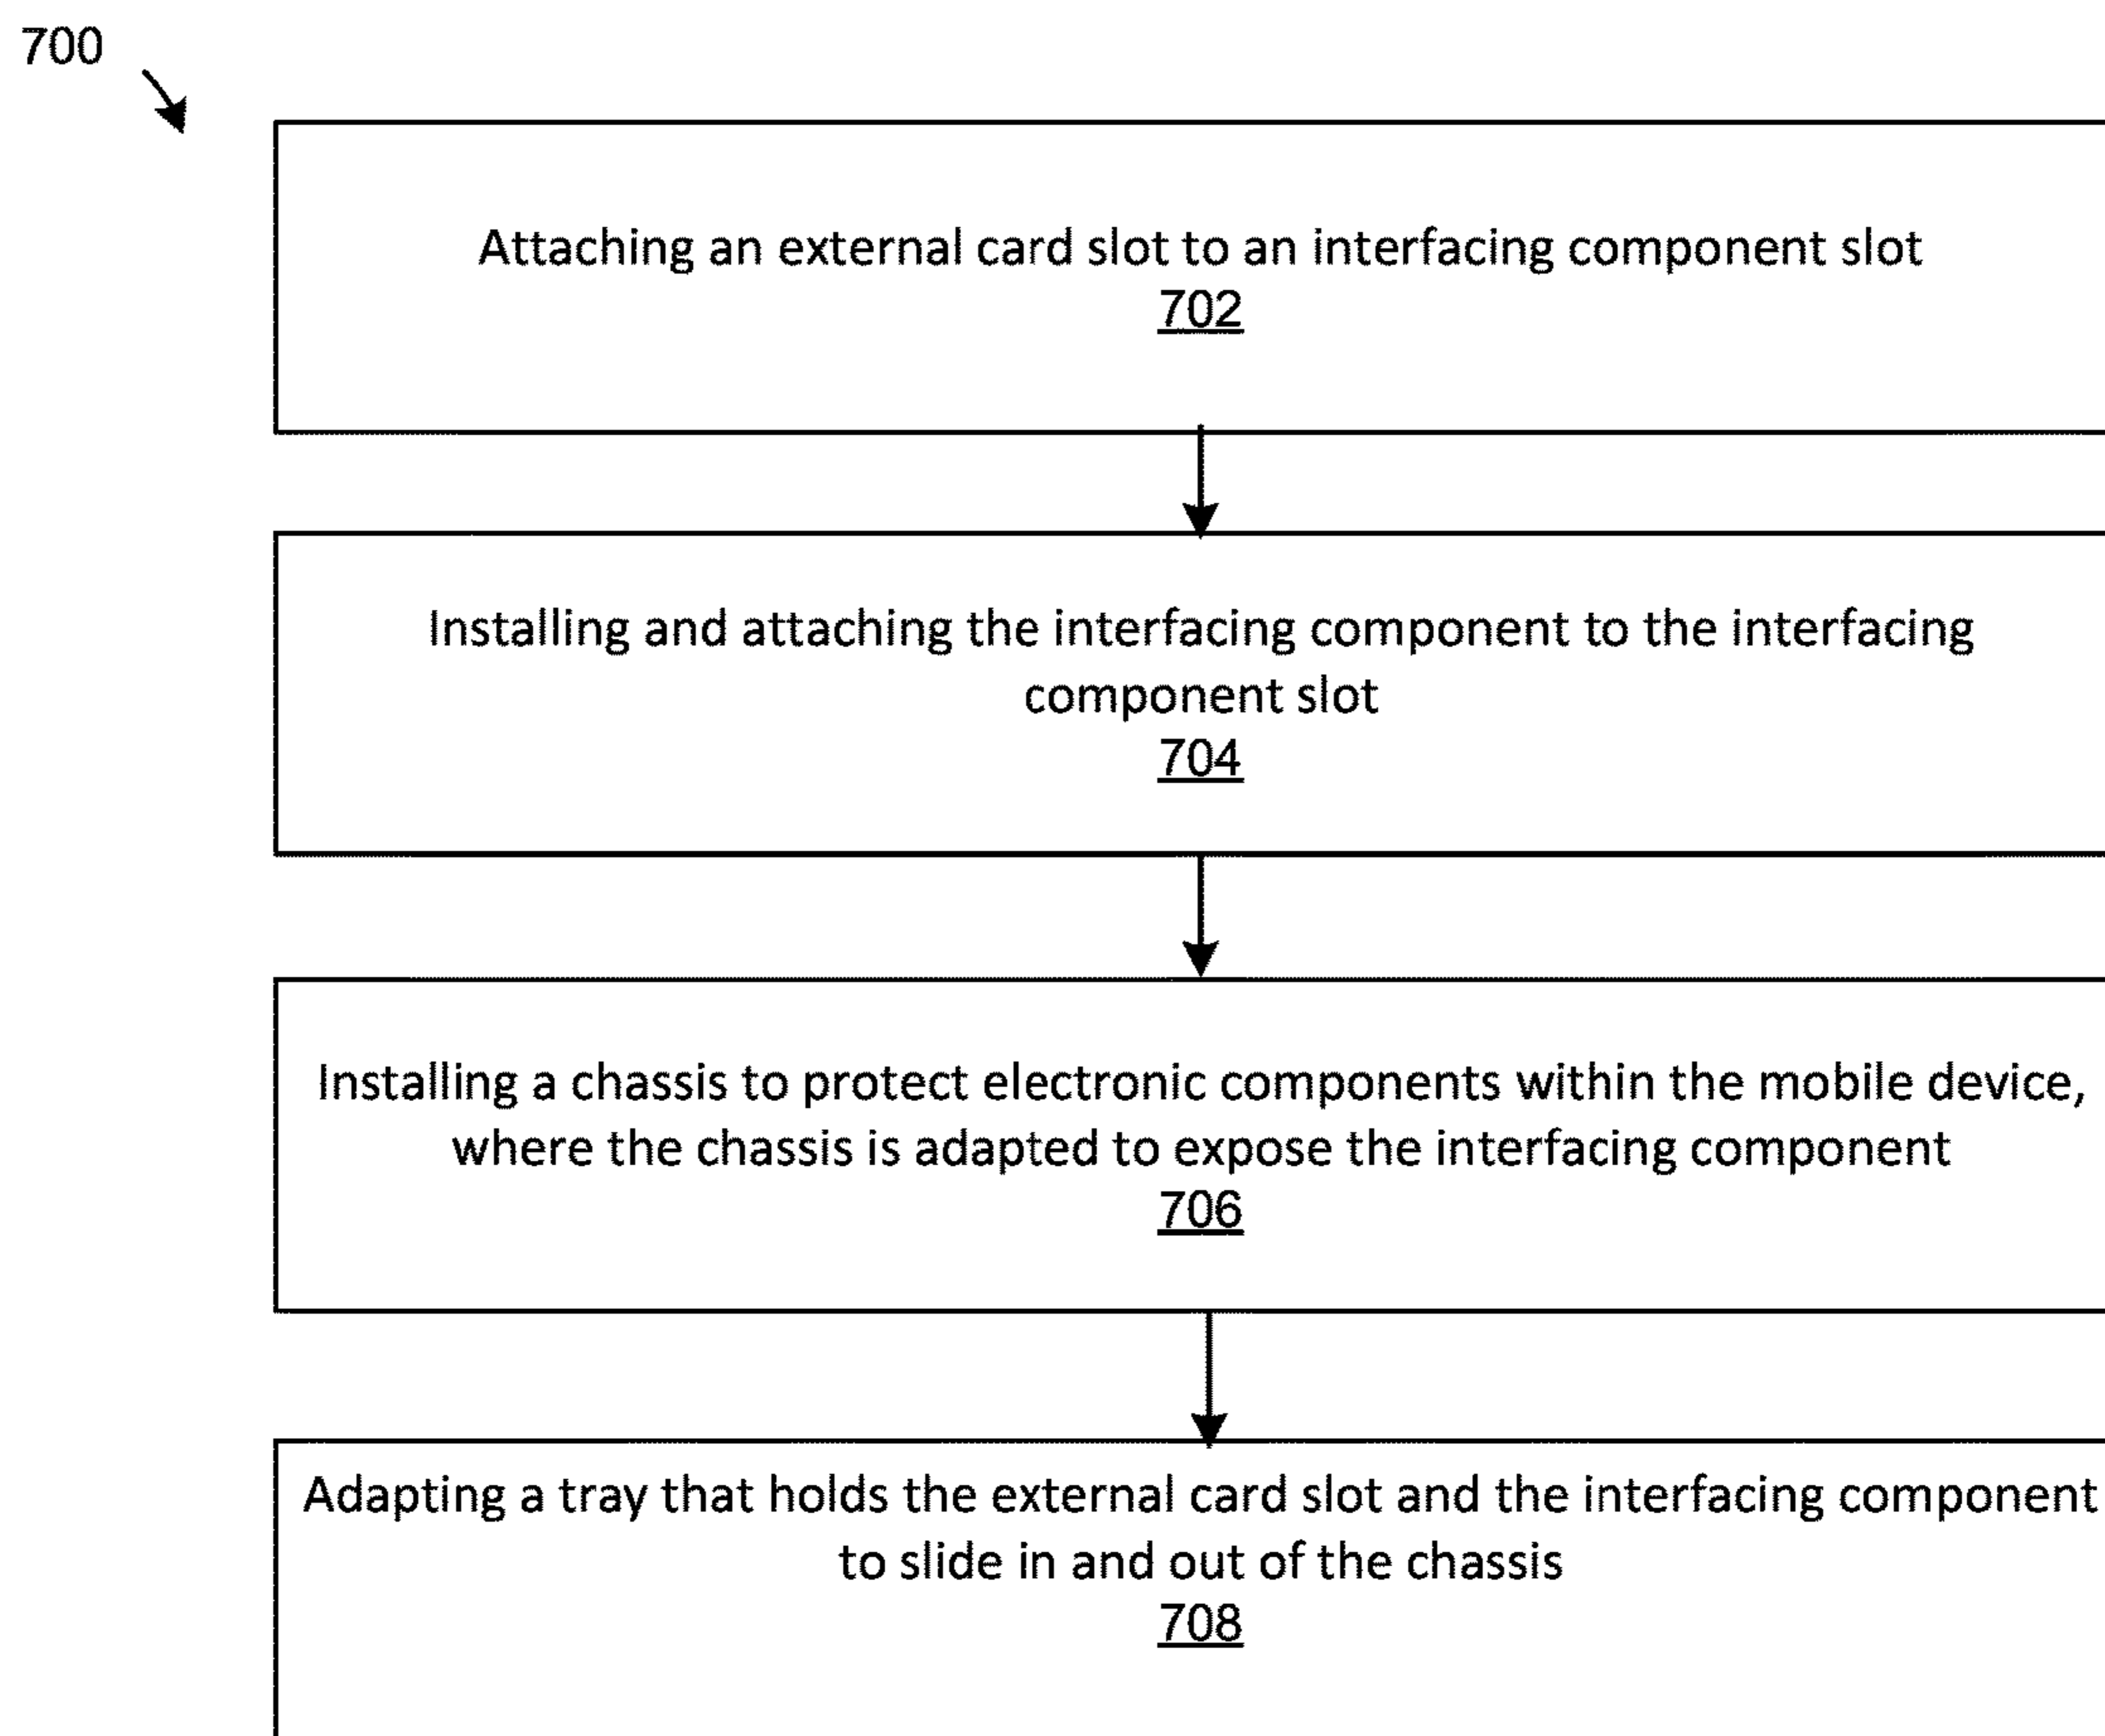 700
Attaching an external card slot to an interfacing component slot
702
Installing and attaching the interfacing component to the interfacing
component slot
704
Installing a chassis to protect electronic components within the mobile device,
where the chassis is adapted to expose the interfacing component
706
Adapting a tray that holds the external card slot and the interfacing component
to slide in and out of the chassis
708